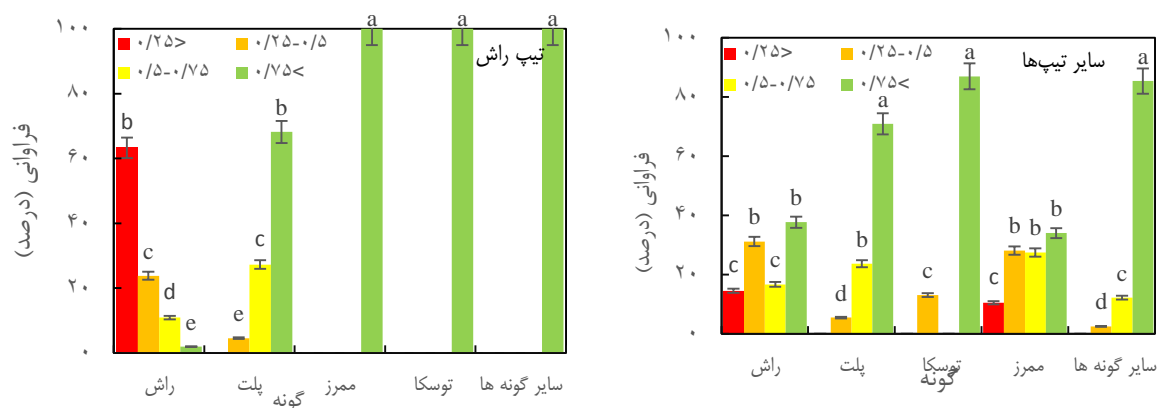 a a a
۱۰۰
۰/۲۵> ۰/۲۵-۰/۵
تیپ راش
۰/۵-۰/۷۵ ۰/۷۵<
۸۰
b b
۶۰
۴۰
c c
۲۰
d
e
۰
فراوانی (درصد)
راش پلت ممرز توسکا سایر گونه ها
گونه
۱۰۰
۰/۲۵> ۰/۲۵-۰/۵
سایر تیپ‌ها
۰/۵-۰/۷۵ ۰/۷۵<
a a a
۸۰
۶۰
b b b b b b
۴۰
c c c c c
۲۰
d d
۰
فراوانی (درصد)
راش پلت توسکا ممرز سایر گونه ها
گونه